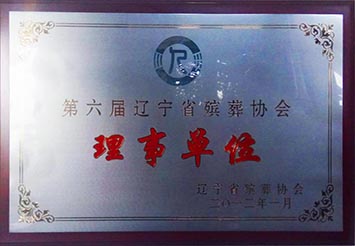 第六届辽宁省殡葬协会
理事单位
辽宁省殡葬协会
二〇一二年一月